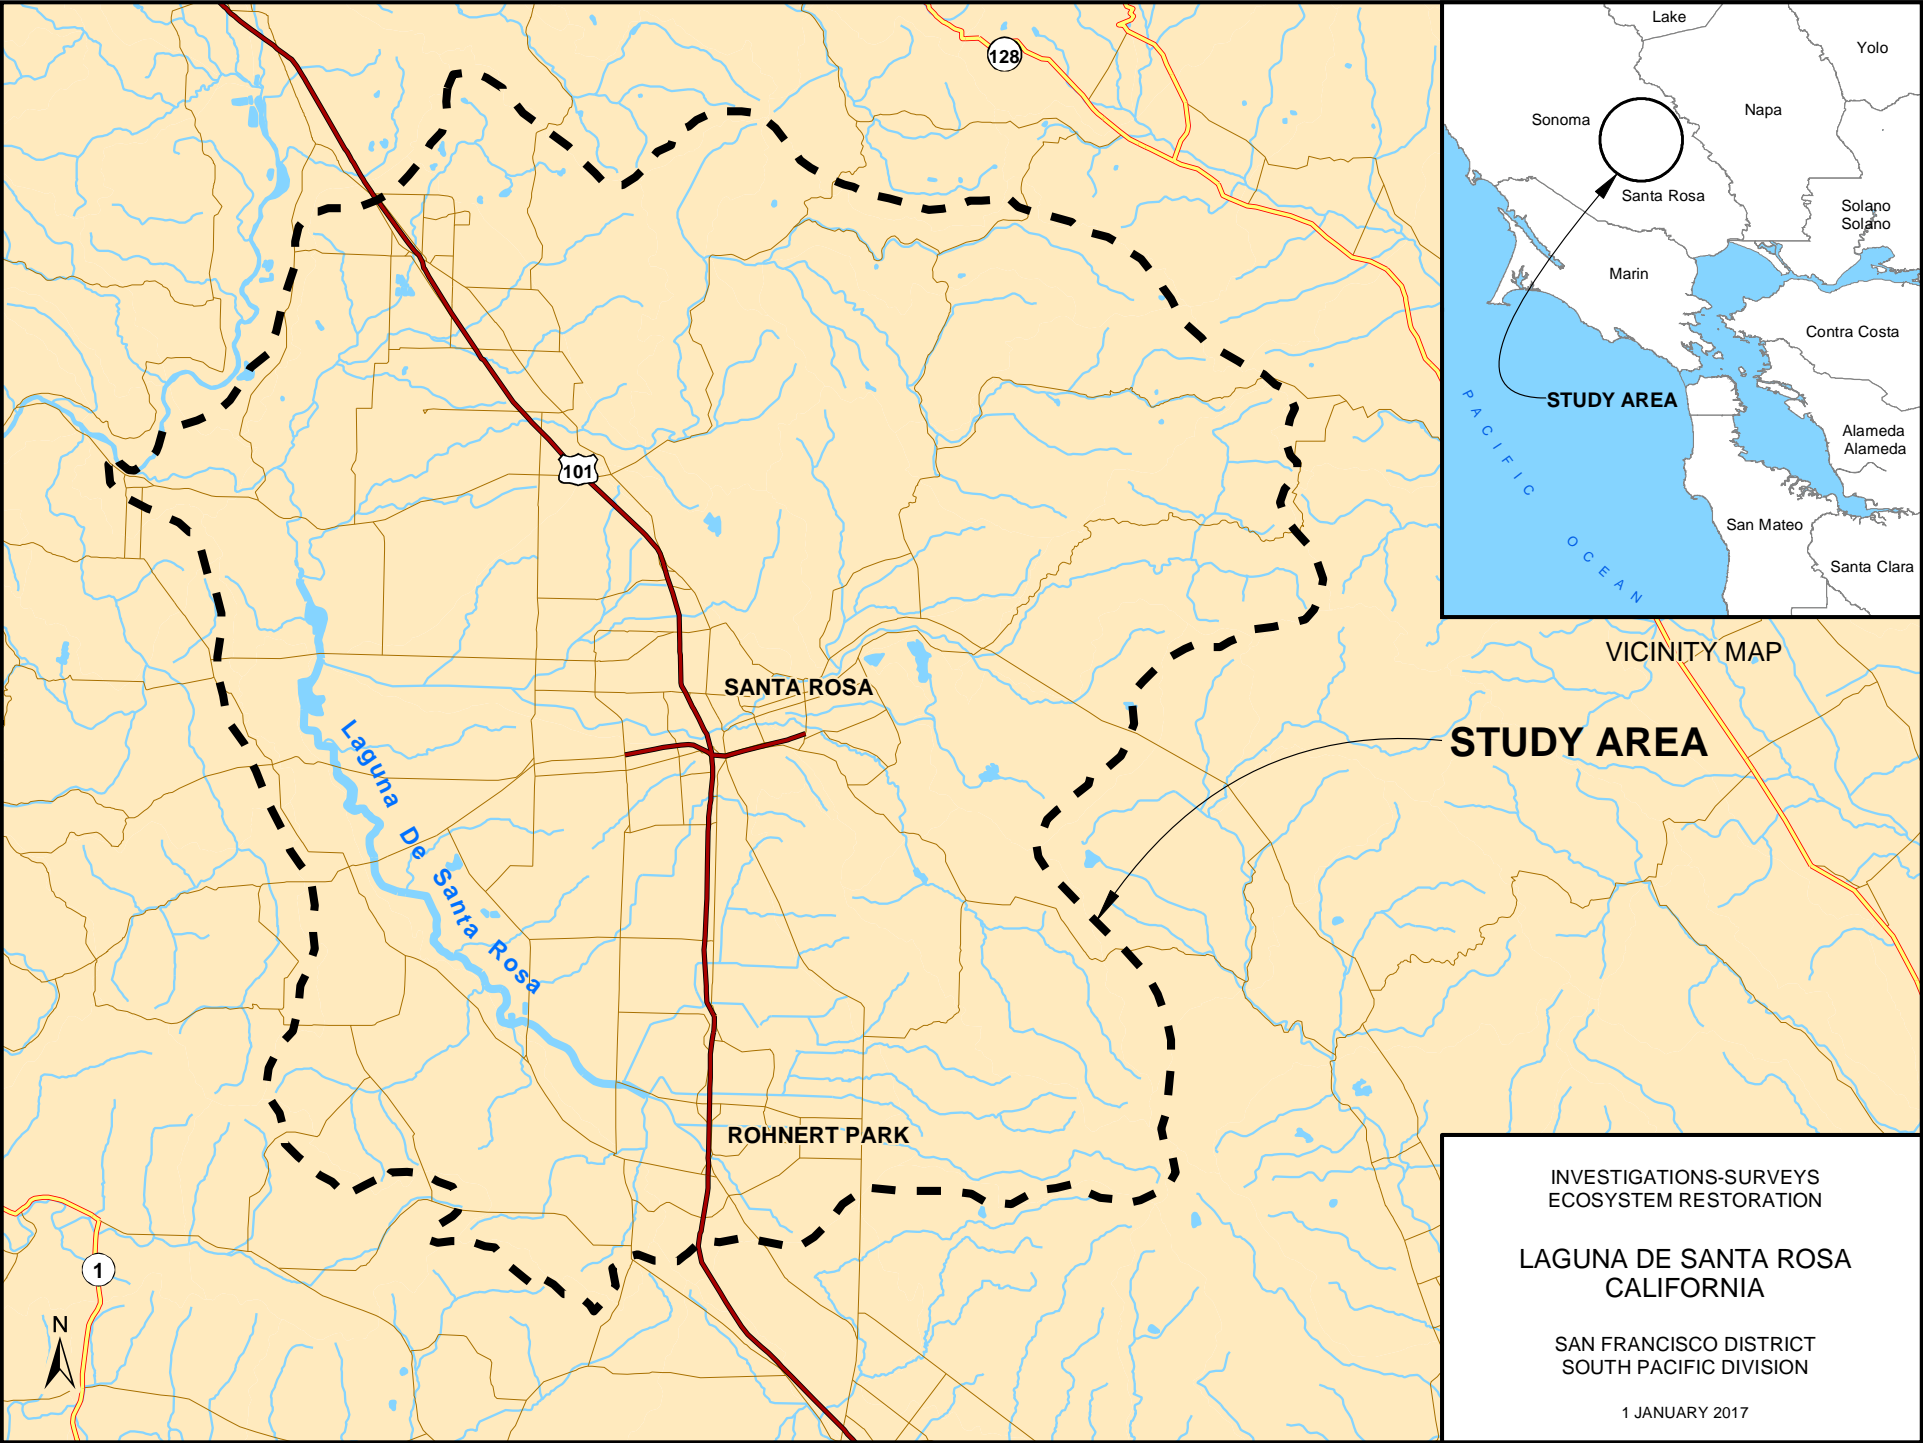 128
101
SANTA ROSA
Laguna De Santa Rosa
ROHNERT PARK
1
N
STUDY AREA
Lake
Yolo
Napa
Sonoma
Santa Rosa
Solano
Solano
Marin
Contra Costa
STUDY AREA
Alameda
Alameda
PACIFIC OCEAN
San Mateo
Santa Clara
VICINITY MAP
INVESTIGATIONS-SURVEYS
ECOSYSTEM RESTORATION
LAGUNA DE SANTA ROSA
CALIFORNIA
SAN FRANCISCO DISTRICT
SOUTH PACIFIC DIVISION
1 JANUARY 2017